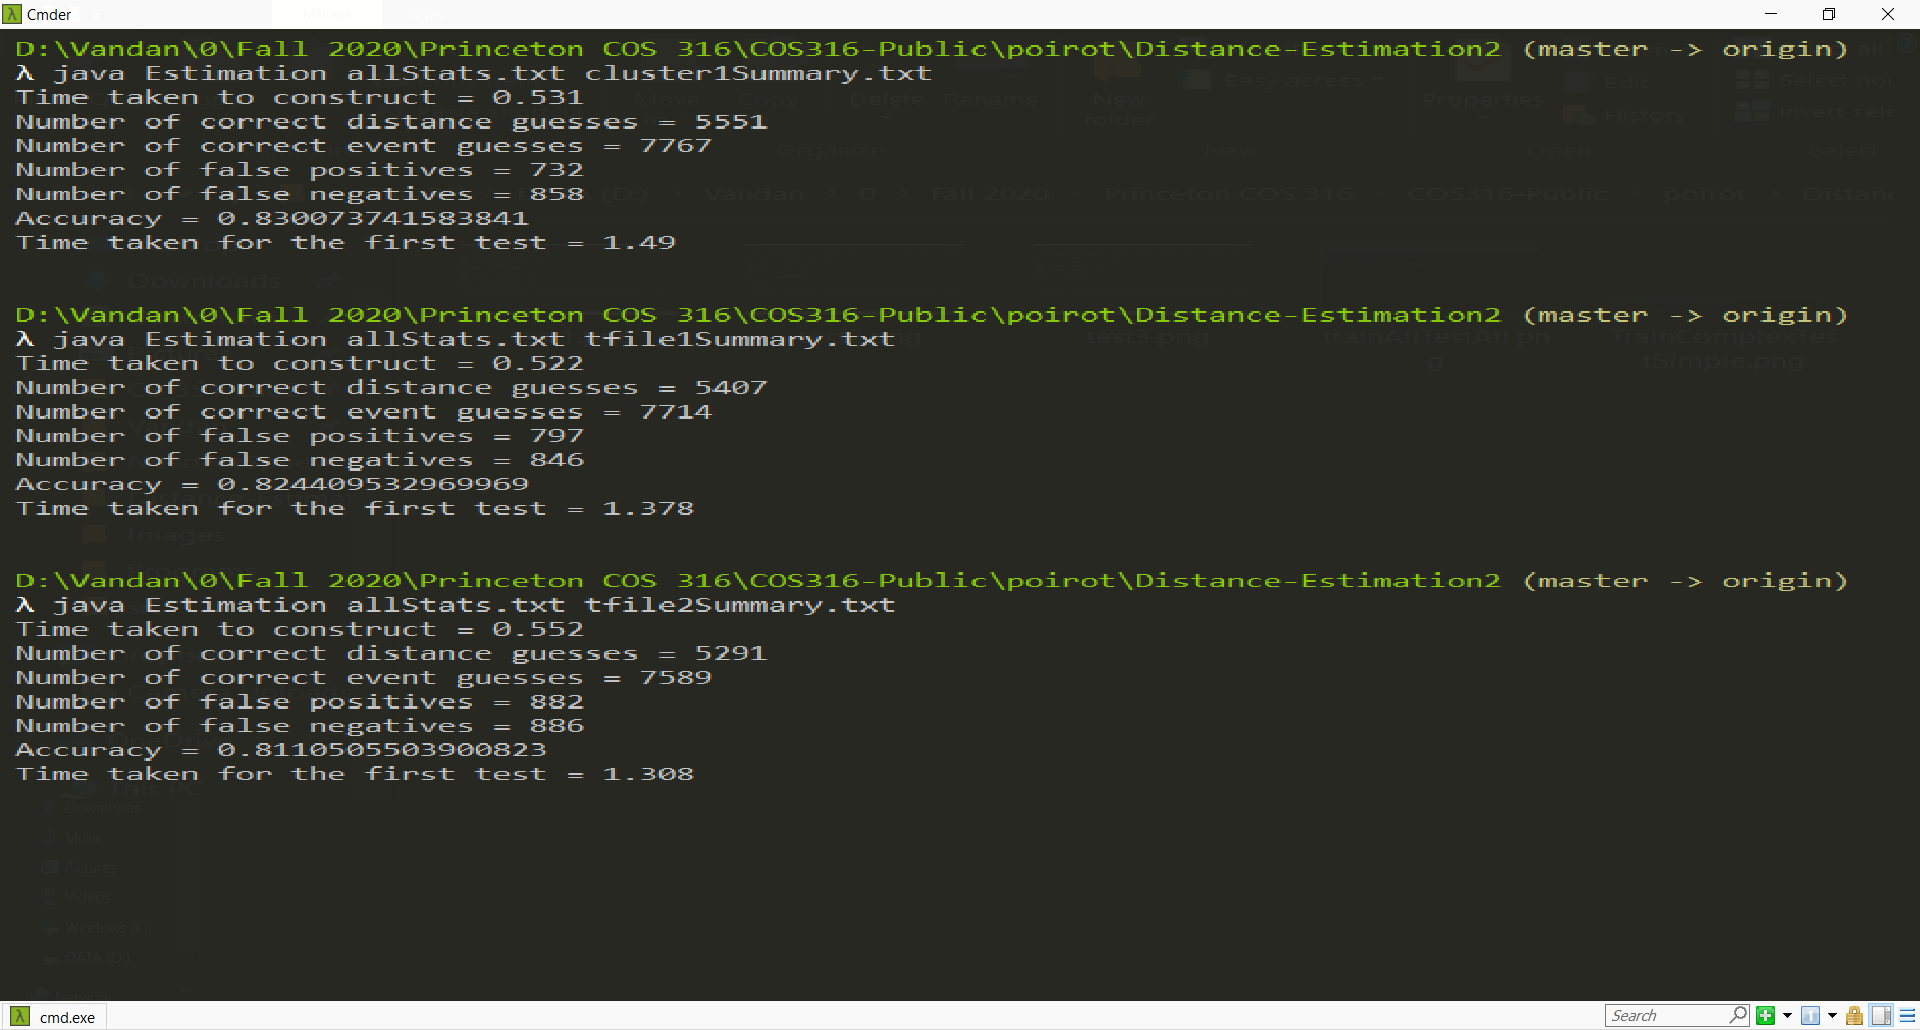 Cmder
D:\Vandan\0\Fall 2020\Princeton COS 316\COS316-Public\poirot\Distance-Estimation2 (master -> origin)
λ java Estimation allStats.txt cluster1Summary.txt
Time taken to construct = 0.531
Number of correct distance guesses = 5551
Number of correct event guesses = 7767
Number of false positives = 732
Number of false negatives = 858
Accuracy = 0.830073741583841
Time taken for the first test = 1.49
D:\Vandan\0\Fall 2020\Princeton COS 316\COS316-Public\poirot\Distance-Estimation2 (master -> origin)
λ java Estimation allStats.txt tfile1Summary.txt
Time taken to construct = 0.522
Number of correct distance guesses = 5407
Number of correct event guesses = 7714
Number of false positives = 797
Number of false negatives = 846
Accuracy = 0.824409532969969
Time taken for the first test = 1.378
D:\Vandan\0\Fall 2020\Princeton COS 316\COS316-Public\poirot\Distance-Estimation2 (master -> origin)
λ java Estimation allStats.txt tfile2Summary.txt
Time taken to construct = 0.552
Number of correct distance guesses = 5291
Number of correct event guesses = 7589
Number of false positives = 882
Number of false negatives = 886
Accuracy = 0.8110505503900823
Time taken for the first test = 1.308
cmd.exe
Search